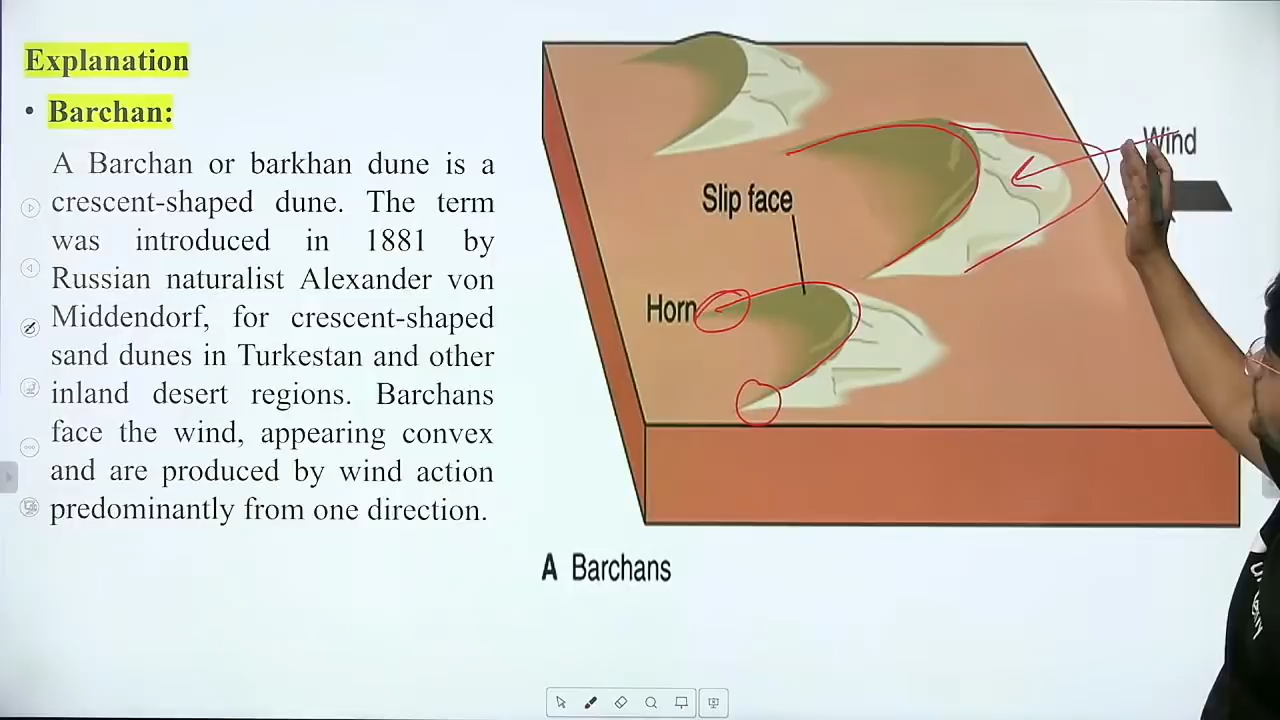 Explanation
• Barchan:
A Barchan or barkhan dune is a
crescent-shaped dune. The term
was introduced in 1881 by
Russian naturalist Alexander von
Middendorf, for crescent-shaped
sand dunes in Turkestan and other
inland desert regions. Barchans
face the wind, appearing convex
and are produced by wind action
predominantly from one direction.
Wind
Slip face
Horn
A Barchans